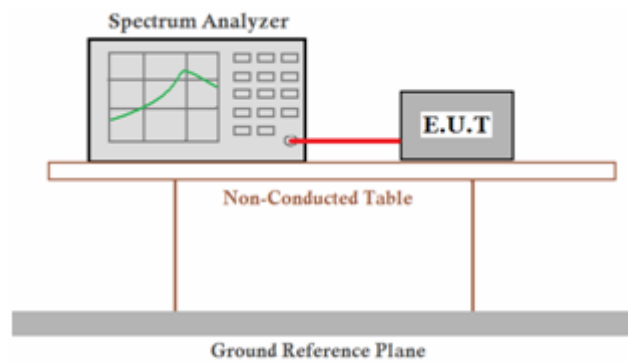 Spectrum Analyzer
E.U.T
Non-Conducted Table
Ground Reference Plane